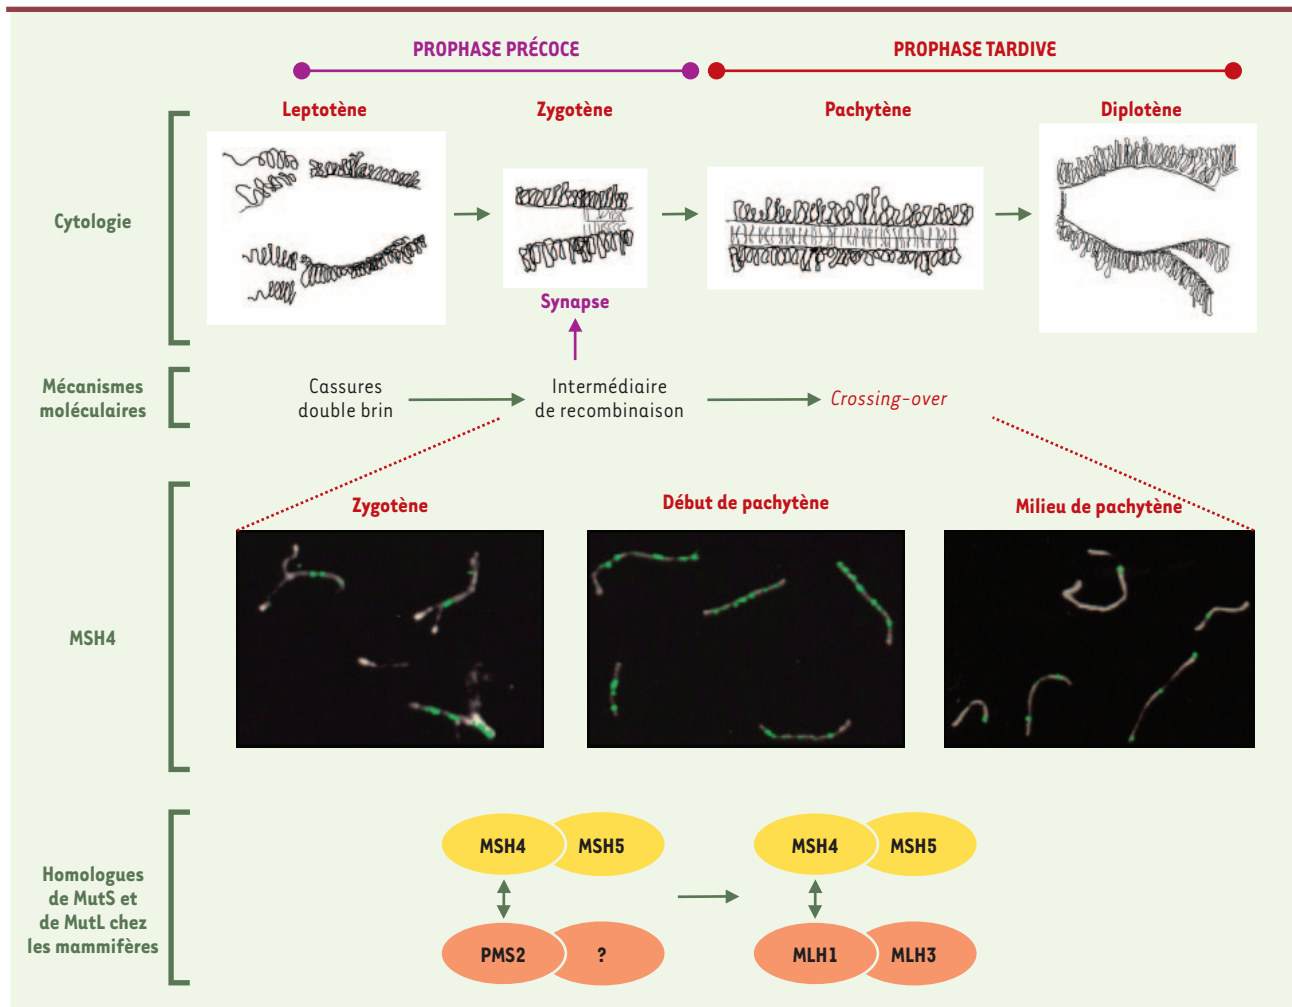 PROPHASE PRÉCOCE
PROPHASE TARDIVE
Leptotène
Zygotène
Pachytène
Diplotène
Cytologie
Synapse
Mécanismes
moléculaires
Cassures
double brin
Intermédiaire
de recombinaison
Crossing-over
Zygotène
Début de pachytène
Milieu de pachytène
MSH4
Homologues
de MutS et
de MutL chez
les mammifères
MSH4
MSH5
MSH4
MSH5
PMS2
?
MLH1
MLH3